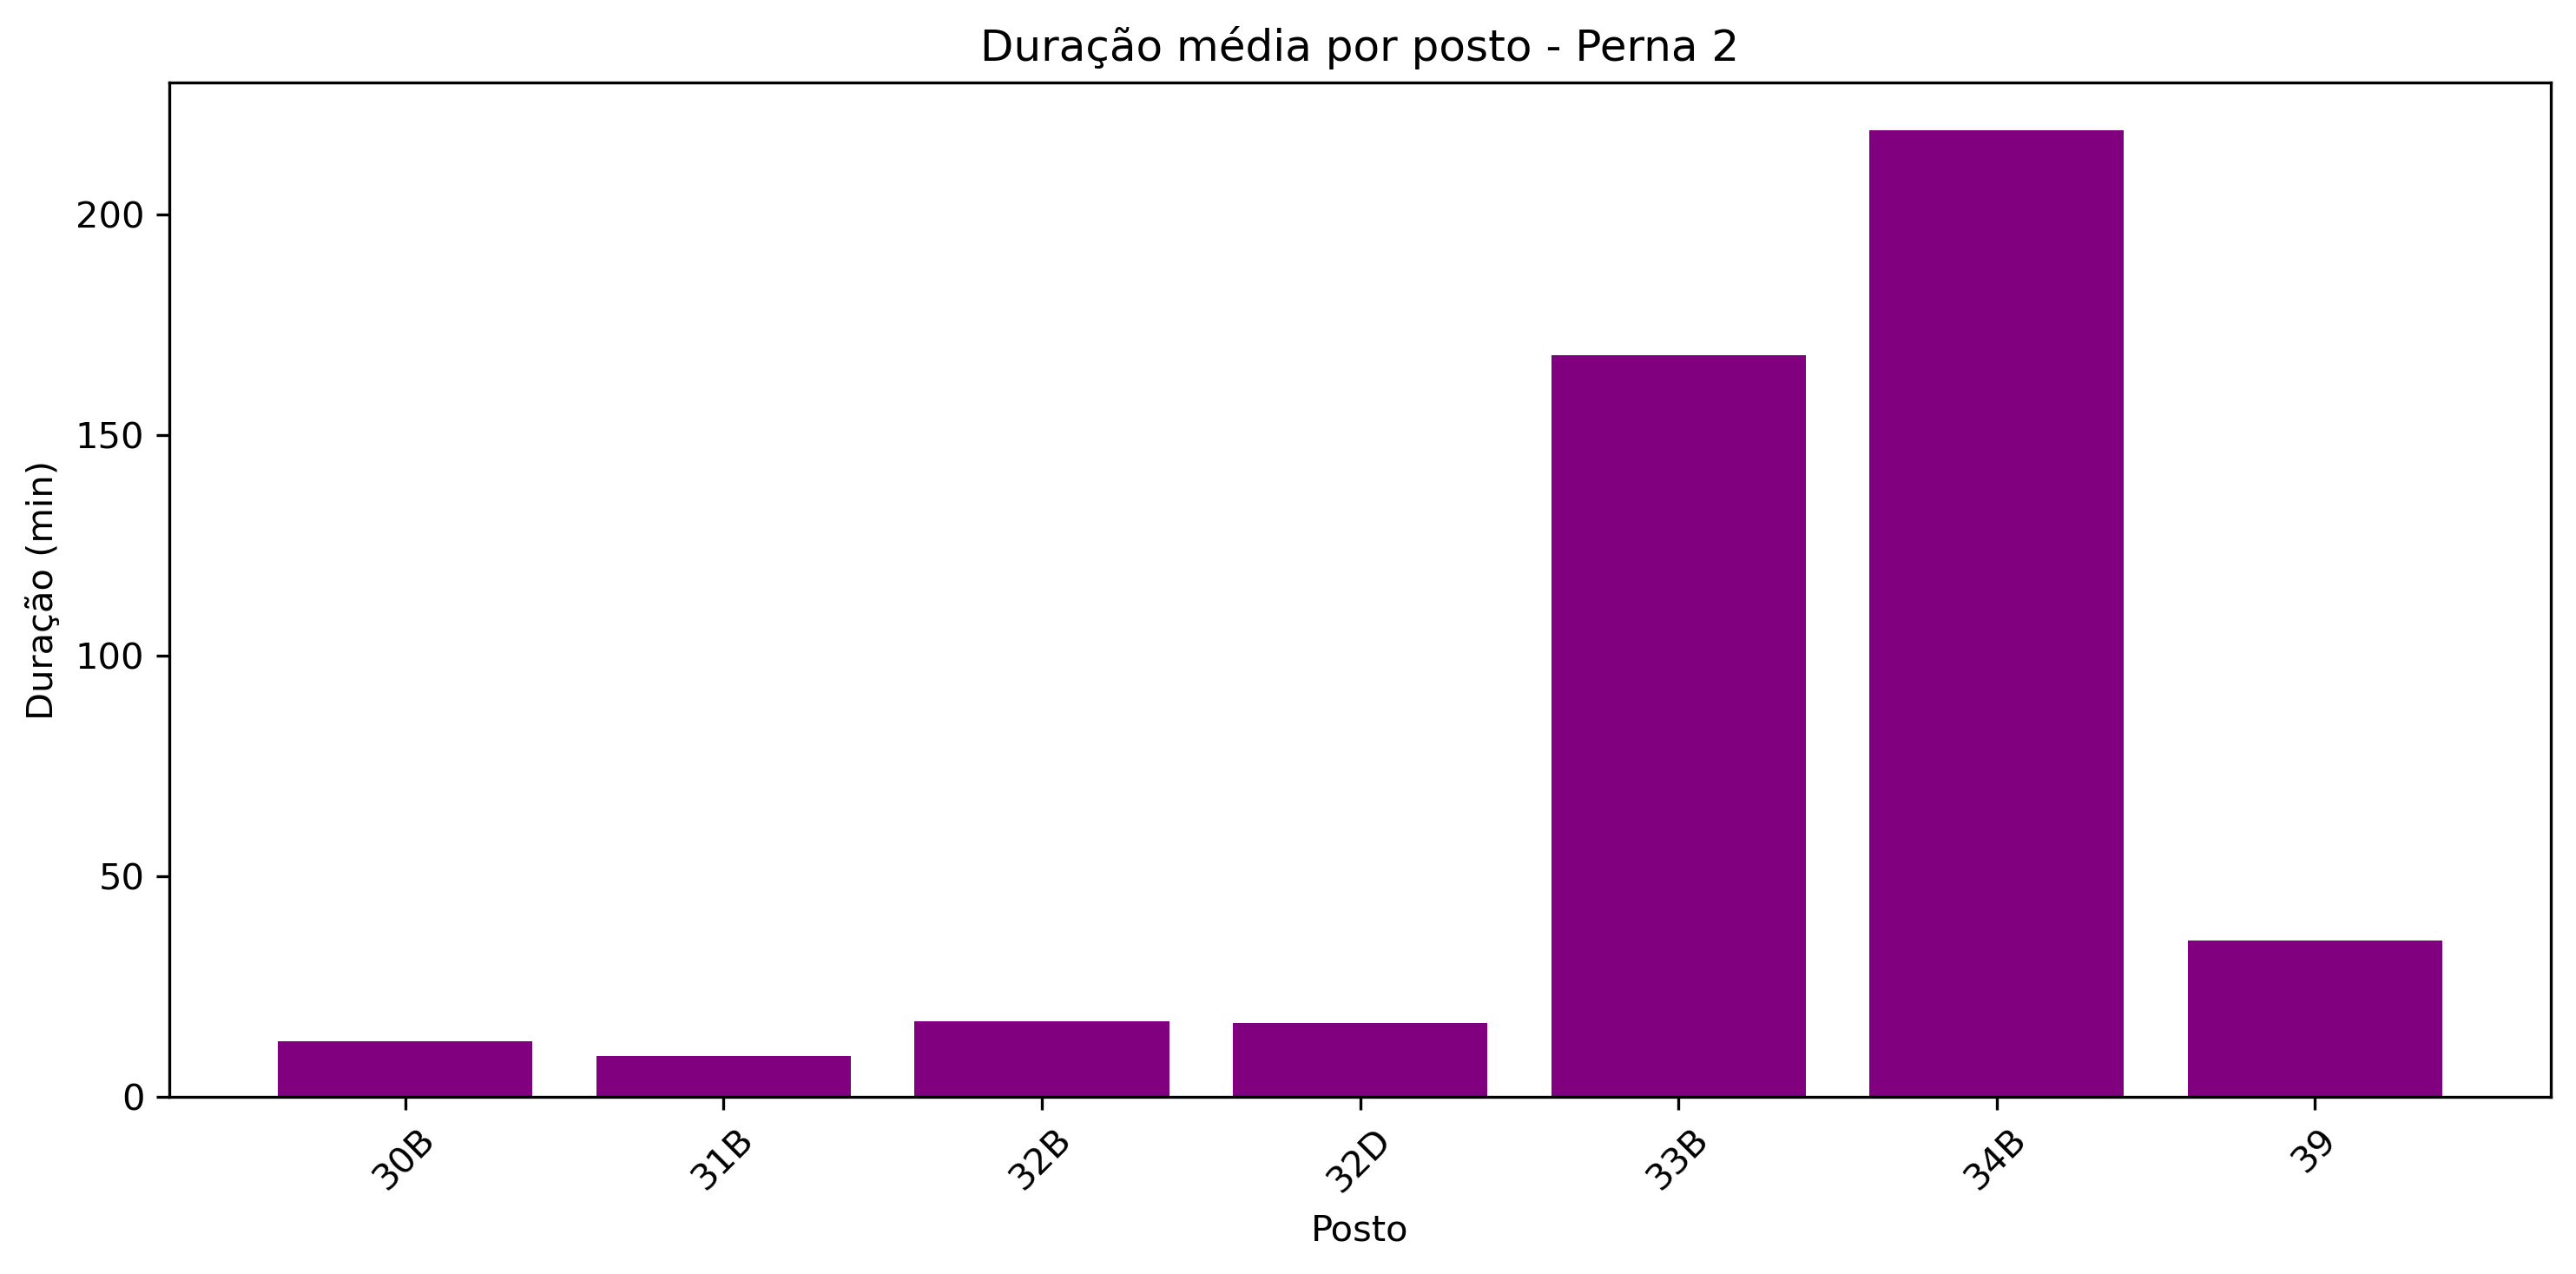 Duração média por posto - Perna 2
Duração (min)
200
150
100
50
0
30B
31B
32B
32D
33B
34B
39
Posto